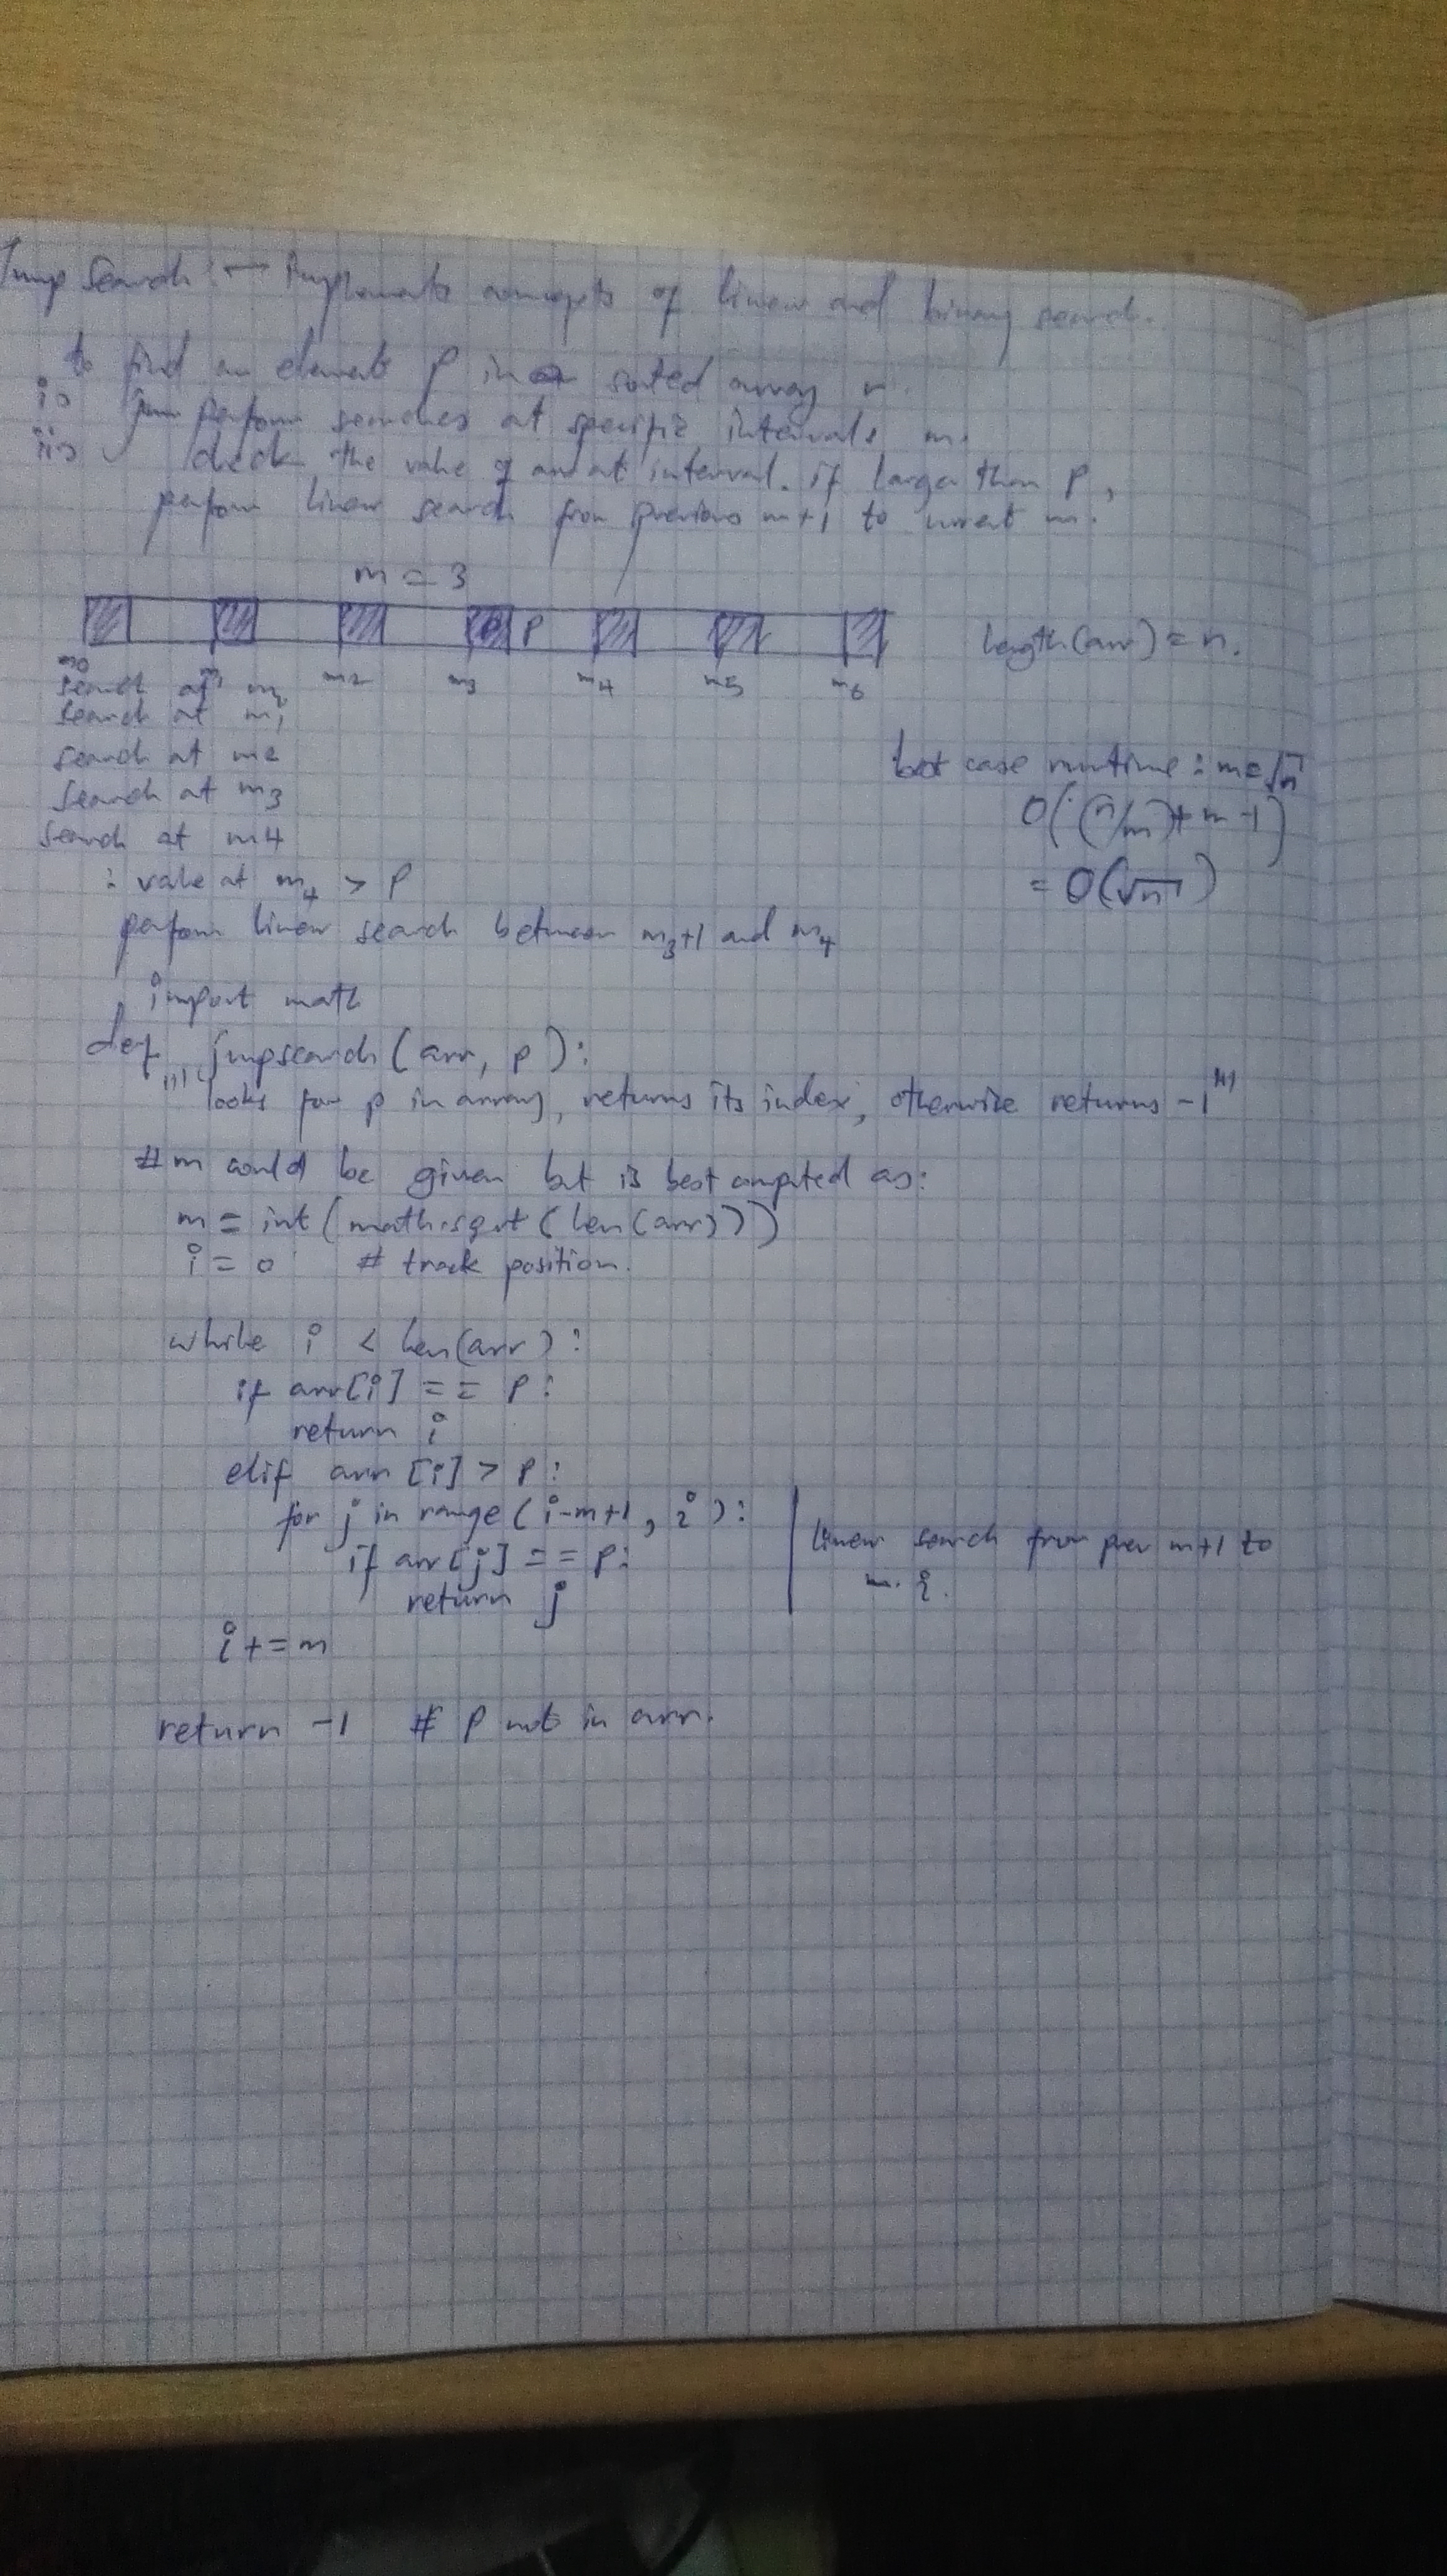 Jump Search :- implements concepts of linear and binary search.
to find an element p in sorted array n.
i> perform searches at specific intervals m.
ii> check the value of arr at interval. if larger than p,
perform linear search from previous m+1 to current m.
m = 3
p
length(arr) = n.
m0 m1 m2 m3 m4 m5 m6
search at m0
search at m1
search at m2
search at m3
search at m4
: value at m4 > p
perform linear search between m3+1 and m4
best case runtime : m=√n
O((n/m)+m-1)
= O(√n)
import math
def jumpsearch(arr, p):
"""looks for p in array, returns its index, otherwise returns -1"""
# m could be given but is best computed as:
m = int(math.sqrt(len(arr)))
i = 0 # track position.
while i < len(arr):
if arr[i] == p:
return i
elif arr[i] > p:
for j in range(i-m+1, i):
if arr[j] == p:
return j
linear search from prev m+1 to
m. i.
i += m
return -1 # p not in arr.